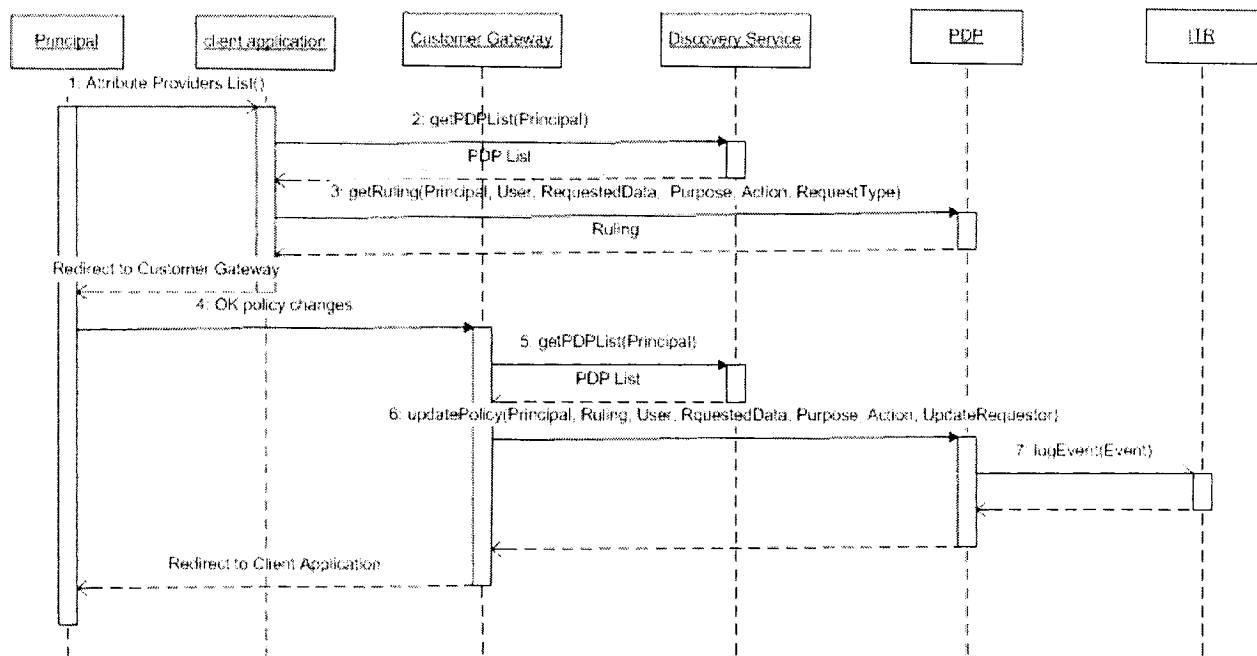 Principal
client application
Customer Gateway
Discovery Service
PDP
ITR
1: Attribute Providers List()
2: getPDPList(Principal)
PDP List
3: getRuling(Principal, User, RequestedData, Purpose, Action, RequestType)
Ruling
Redirect to Customer Gateway
4: OK policy changes
5: getPDPList(Principal)
PDP List
6: updatePolicy(Principal, Ruling, User, RquestedData, Purpose, Action, UpdateRequestor)
7: logEvent(Event)
Redirect to Client Application